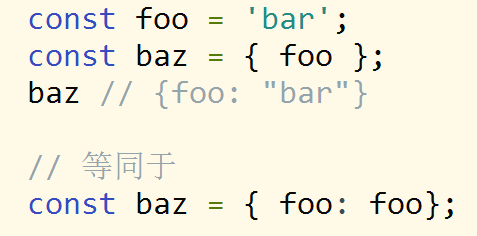 const foo = 'bar';
const baz = { foo };
baz // {foo: "bar"}
// 等同于
const baz = { foo: foo};